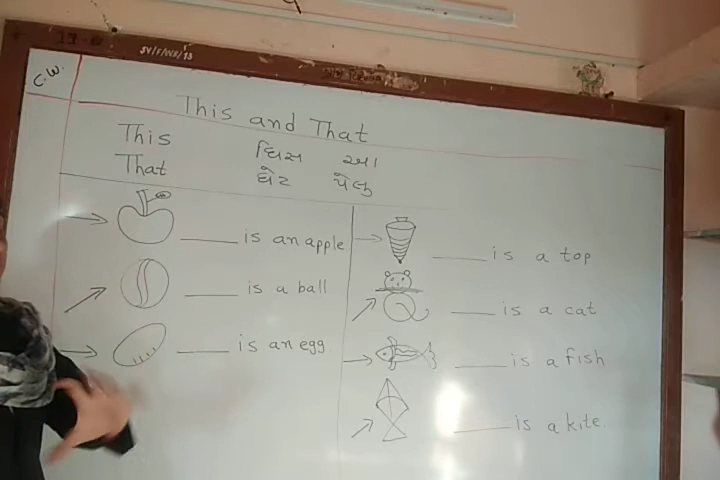 C.W.
This and That
This ધિસ આ
That ધેટ પેલુ
____ is an apple
____ is a ball
____ is an egg
____ is a top
____ is a cat
____ is a fish
____ is a kite.